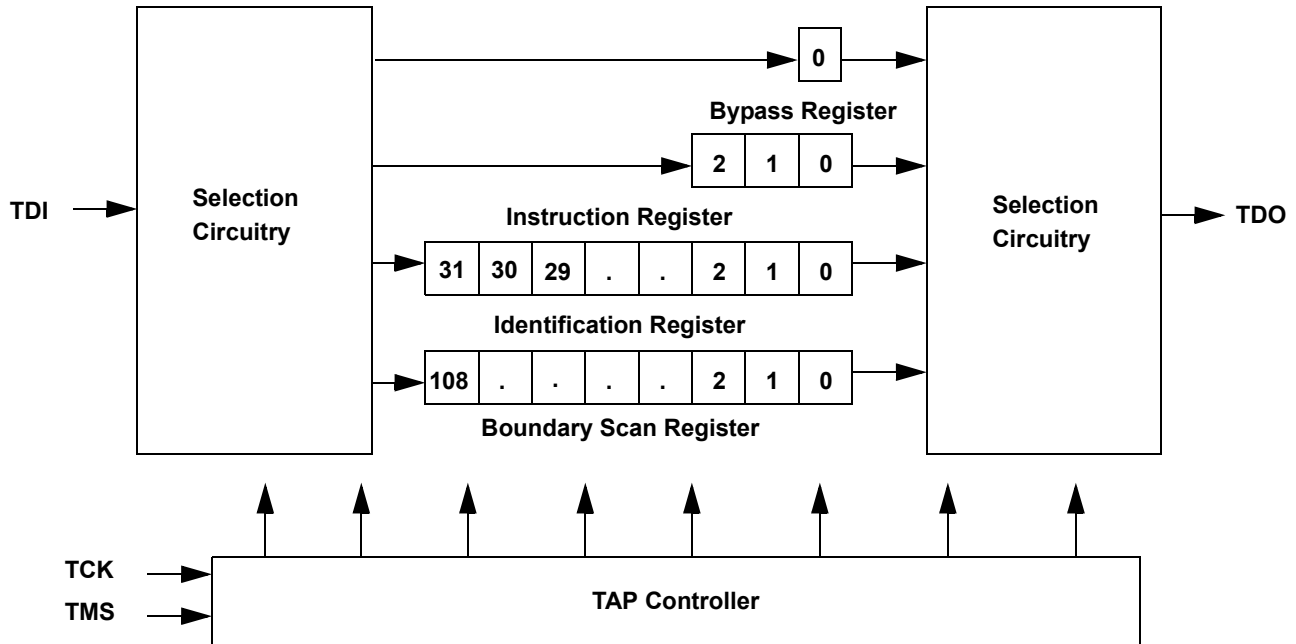 0
Bypass Register
2 1 0
Selection
Circuitry
TDI
Instruction Register
31 30 29 . . 2 1 0
Identification Register
108 . . . . 2 1 0
Boundary Scan Register
Selection
Circuitry
TDO
TCK
TMS
TAP Controller